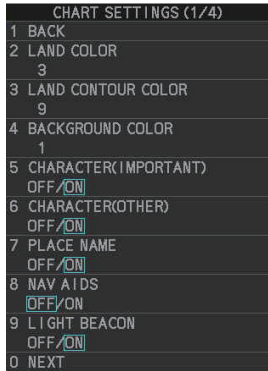 CHART SETTINGS (1/4)
1 BACK
2 LAND COLOR
3
3 LAND CONTOUR COLOR
9
4 BACKGROUND COLOR
1
5 CHARACTER(IMPORTANT)
OFF/ON
6 CHARACTER(OTHER)
OFF/ON
7 PLACE NAME
OFF/ON
8 NAV AIDS
OFF/ON
9 LIGHT BEACON
OFF/ON
0 NEXT